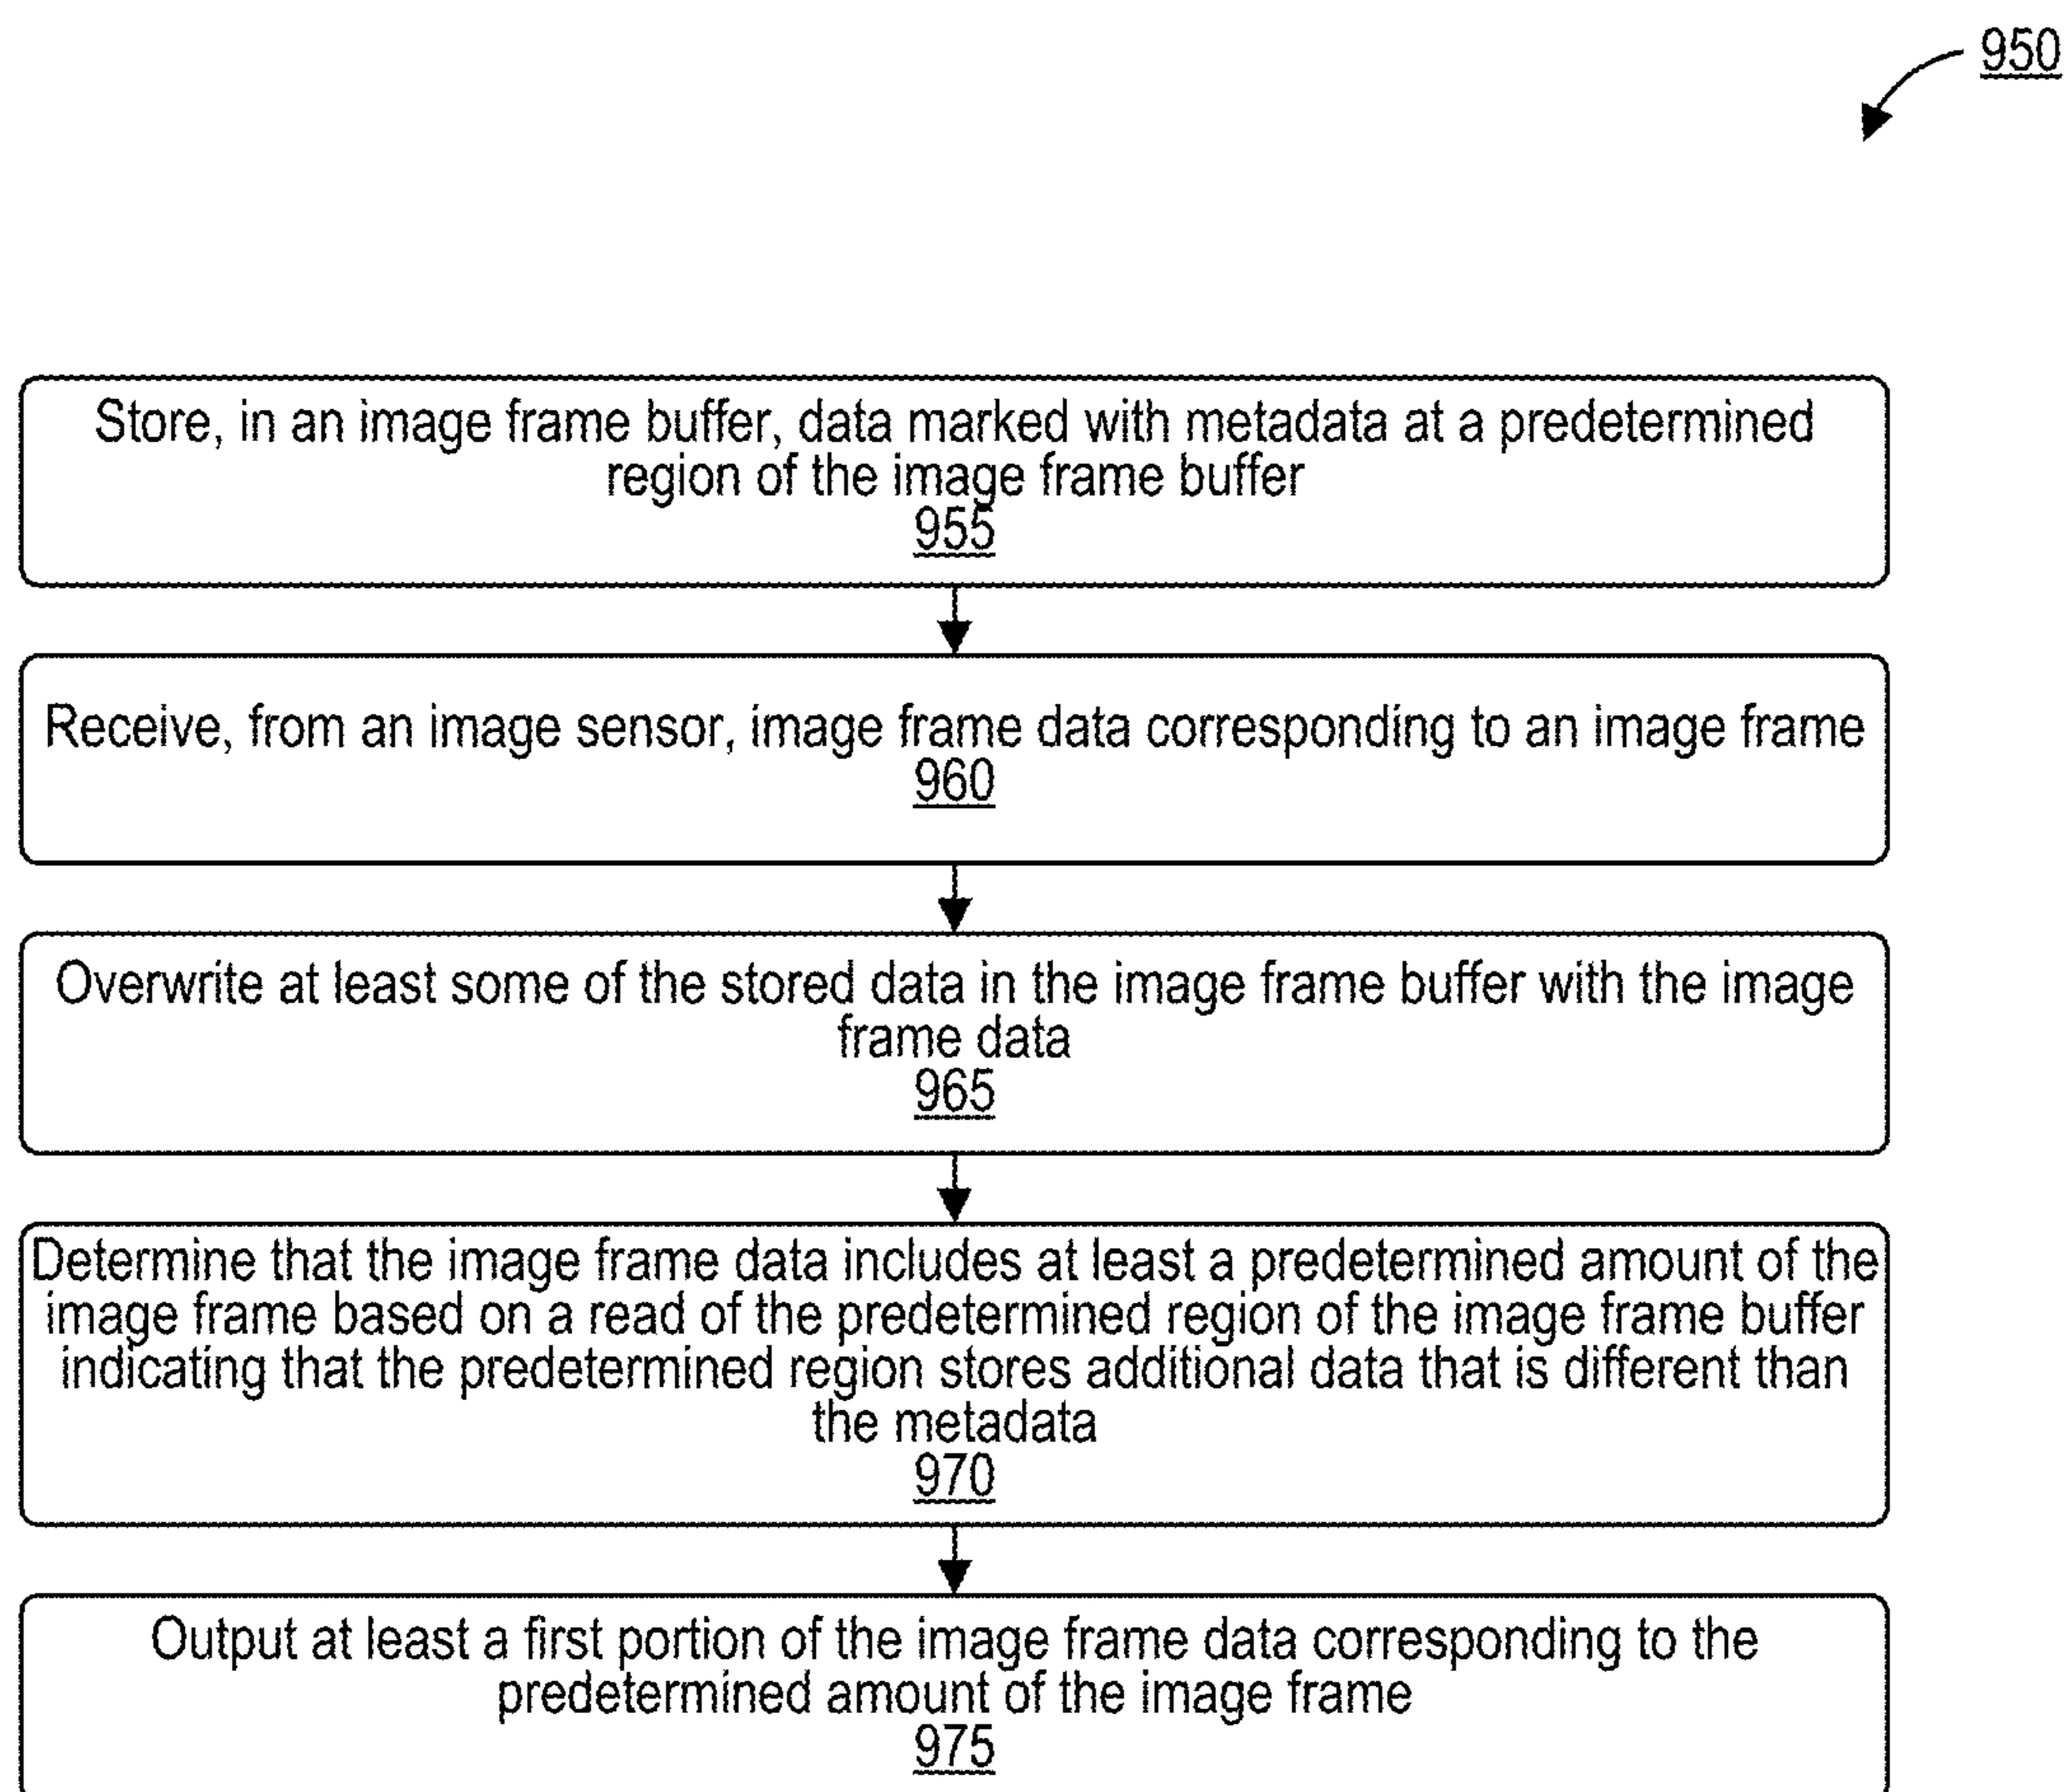 950
Store, in an image frame buffer, data marked with metadata at a predetermined
region of the image frame buffer
955
Receive, from an image sensor, image frame data corresponding to an image frame
960
Overwrite at least some of the stored data in the image frame buffer with the image
frame data
965
Determine that the image frame data includes at least a predetermined amount of the
image frame based on a read of the predetermined region of the image frame buffer
indicating that the predetermined region stores additional data that is different than
the metadata
970
Output at least a first portion of the image frame data corresponding to the
predetermined amount of the image frame
975